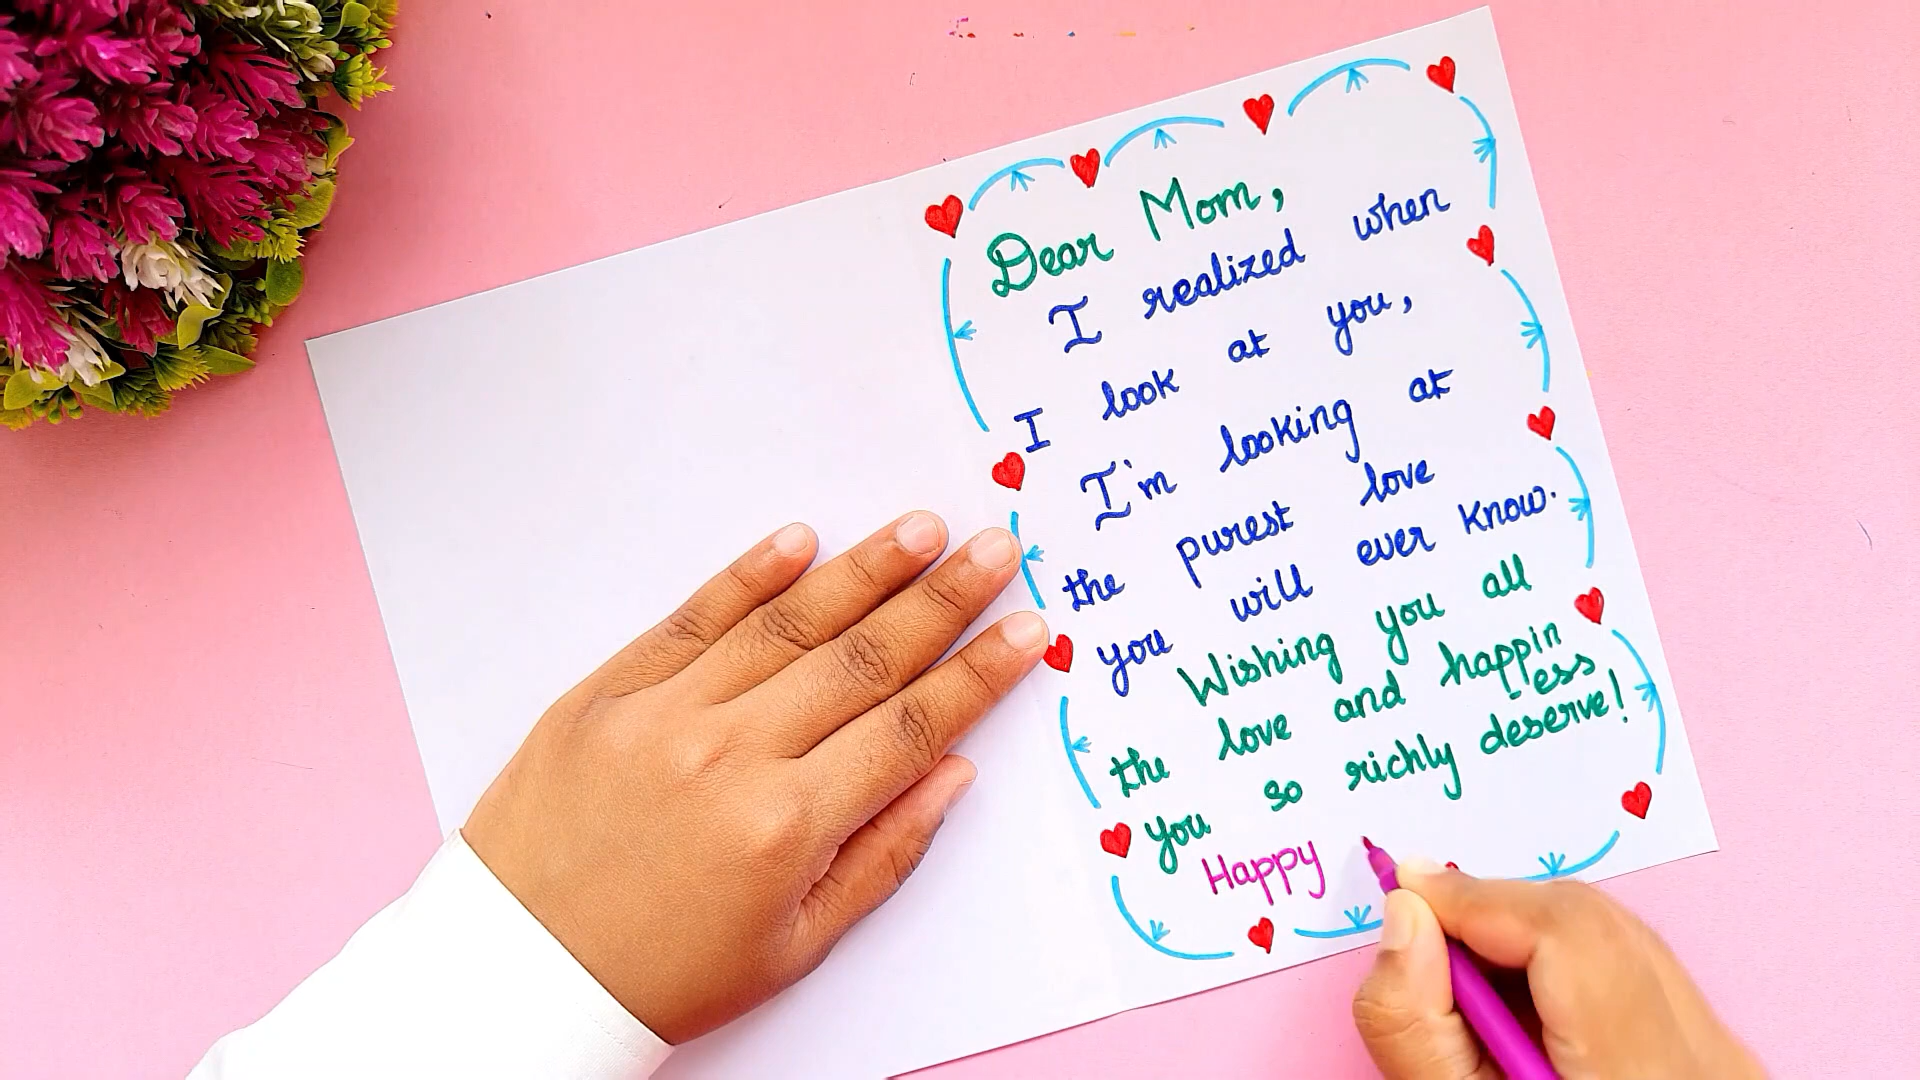 Dear Mom,
I realized when
I look at you,
I'm looking at
the purest love
you will ever know.
Wishing you all
the love and happin
-ess
you so richly deserve!
Happy